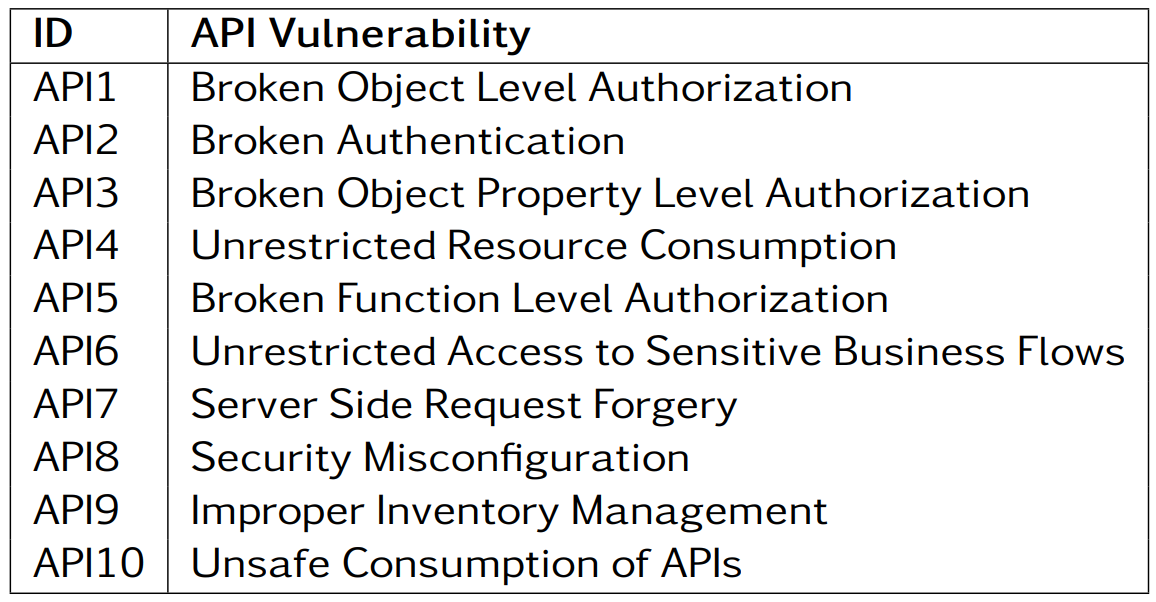 ID API Vulnerability
API1 Broken Object Level Authorization
API2 Broken Authentication
API3 Broken Object Property Level Authorization
API4 Unrestricted Resource Consumption
API5 Broken Function Level Authorization
API6 Unrestricted Access to Sensitive Business Flows
API7 Server Side Request Forgery
API8 Security Misconfiguration
API9 Improper Inventory Management
API10 Unsafe Consumption of APIs